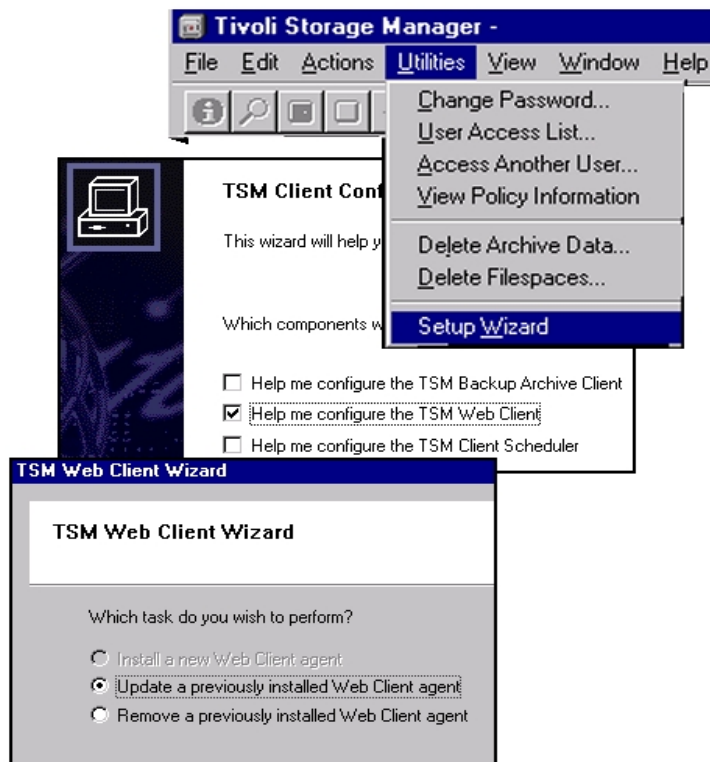 Tivoli Storage Manager -
File Edit Actions Utilities View Window Help
Change Password...
User Access List...
Access Another User...
View Policy Information
Delete Archive Data...
Delete Filespaces...
Setup Wizard
TSM Client Conf
This wizard will help y
Which components w
Help me configure the TSM Backup Archive Client
Help me configure the TSM Web Client
Help me configure the TSM Client Scheduler
TSM Web Client Wizard
TSM Web Client Wizard
Which task do you wish to perform?
Install a new Web Client agent
Update a previously installed Web Client agent
Remove a previously installed Web Client agent